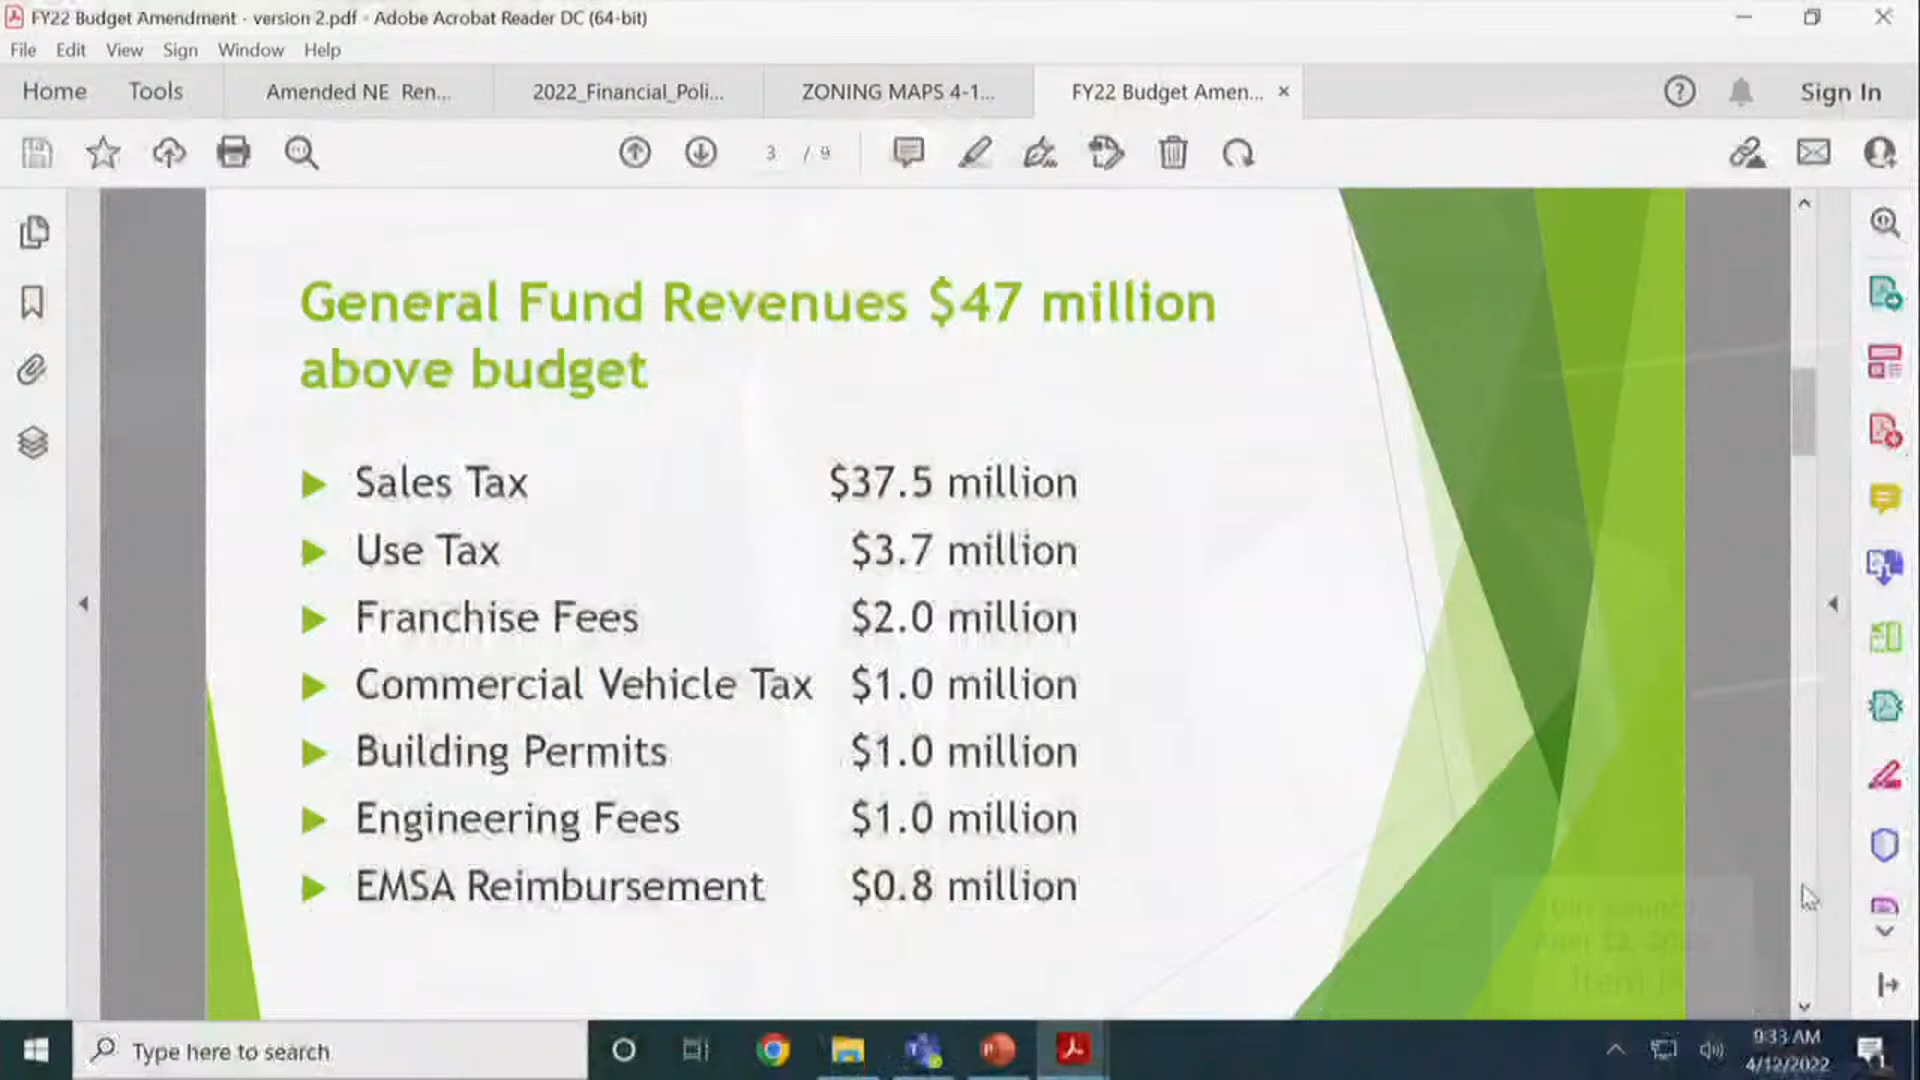 FY22 Budget Amendment - version 2.pdf - Adobe Acrobat Reader DC (64-bit)
File Edit View Sign Window Help
Home Tools Amended NE Ren... 2022_Financial_Poli... ZONING MAPS 4-1... FY22 Budget Amen... × Sign In
3 / 9
General Fund Revenues $47 million
above budget
Sales Tax $37.5 million
Use Tax $3.7 million
Franchise Fees $2.0 million
Commercial Vehicle Tax $1.0 million
Building Permits $1.0 million
Engineering Fees $1.0 million
EMSA Reimbursement $0.8 million
Type here to search
9:33 AM
4/12/2022